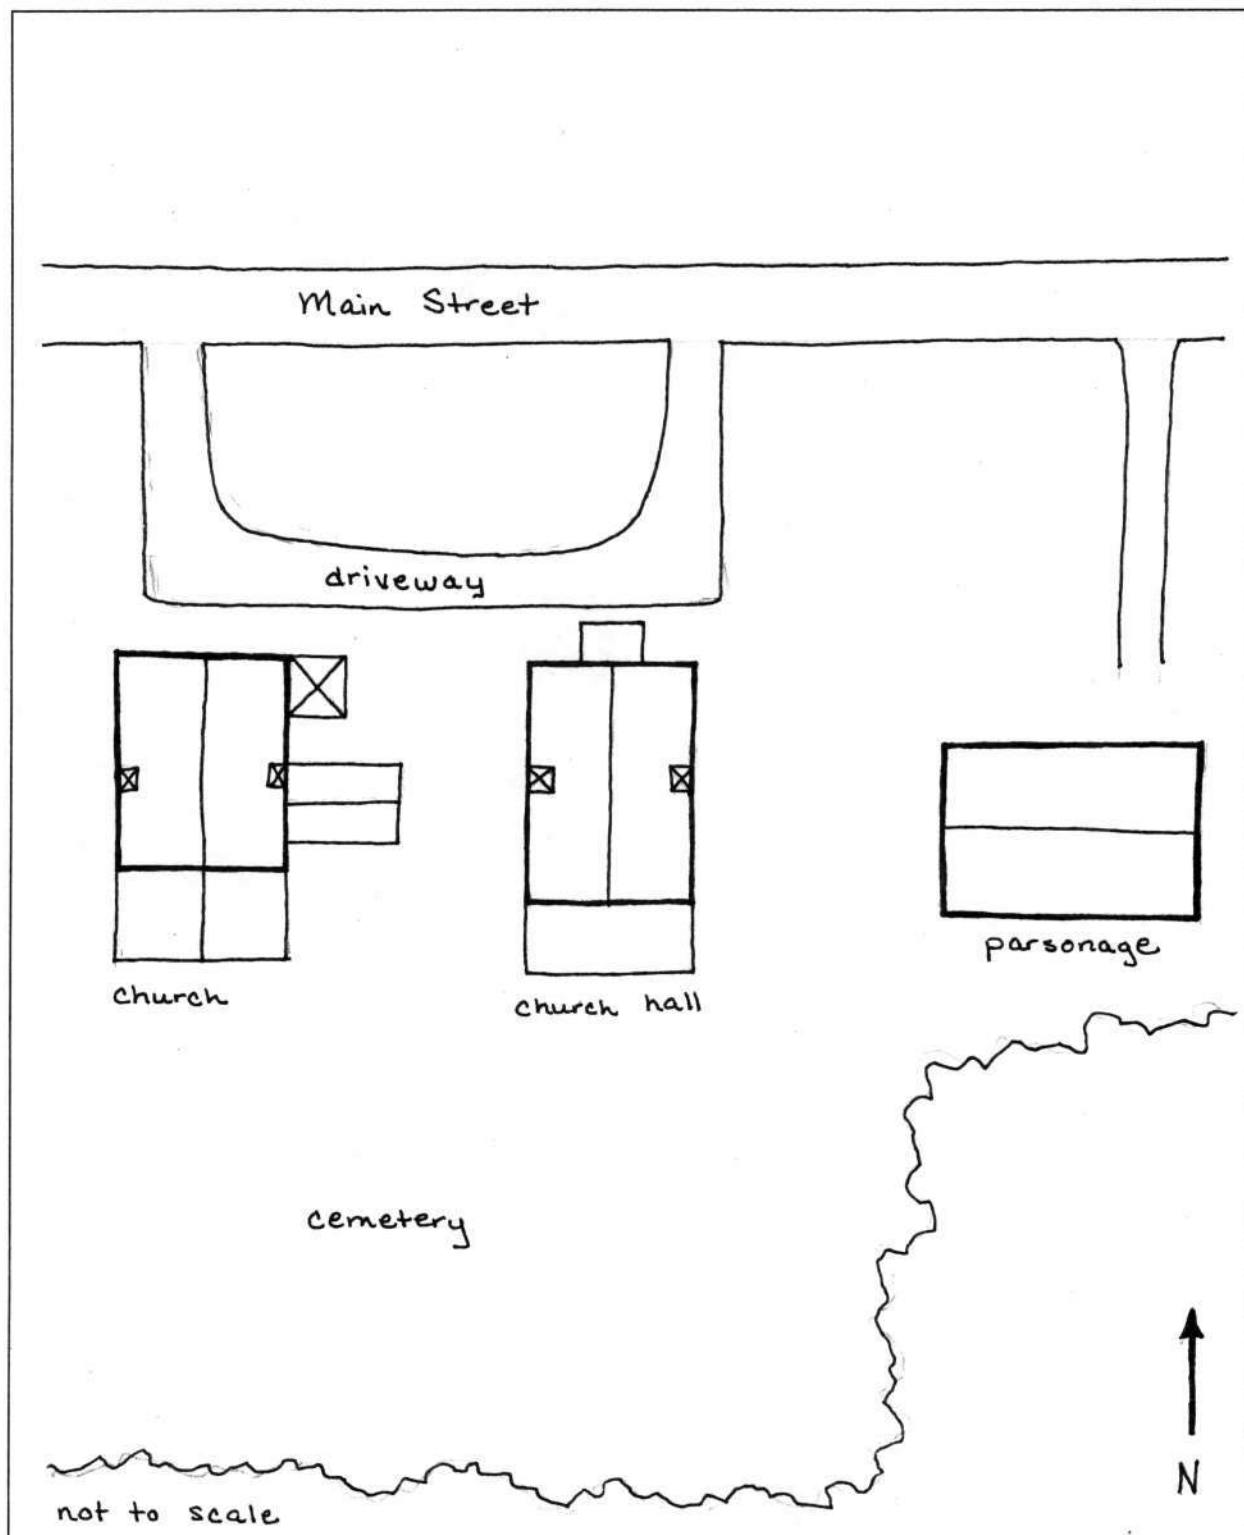 Main Street
driveway
parsonage
church
church hall
cemetery
N
not to scale